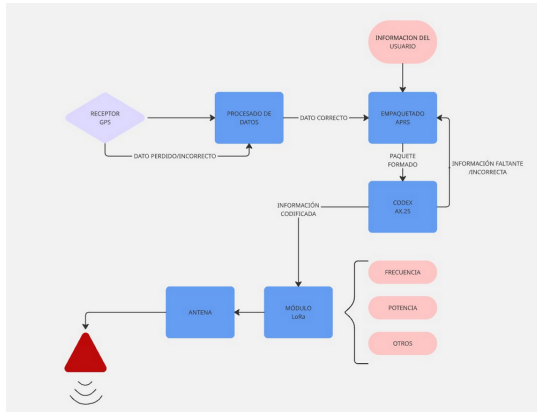 INFORMACION DEL
USUARIO
RECEPTOR
GPS
PROCESADO DE
DATOS
DATO CORRECTO
EMPAQUETADO
APRS
DATO PERDIDO/INCORRECTO
PAQUETE
FORMADO
INFORMACIÓN FALTANTE
/INCORRECTA
CODEX
AX.25
INFORMACIÓN
CODIFICADA
FRECUENCIA
ANTENA
MÓDULO
LoRa
POTENCIA
OTROS